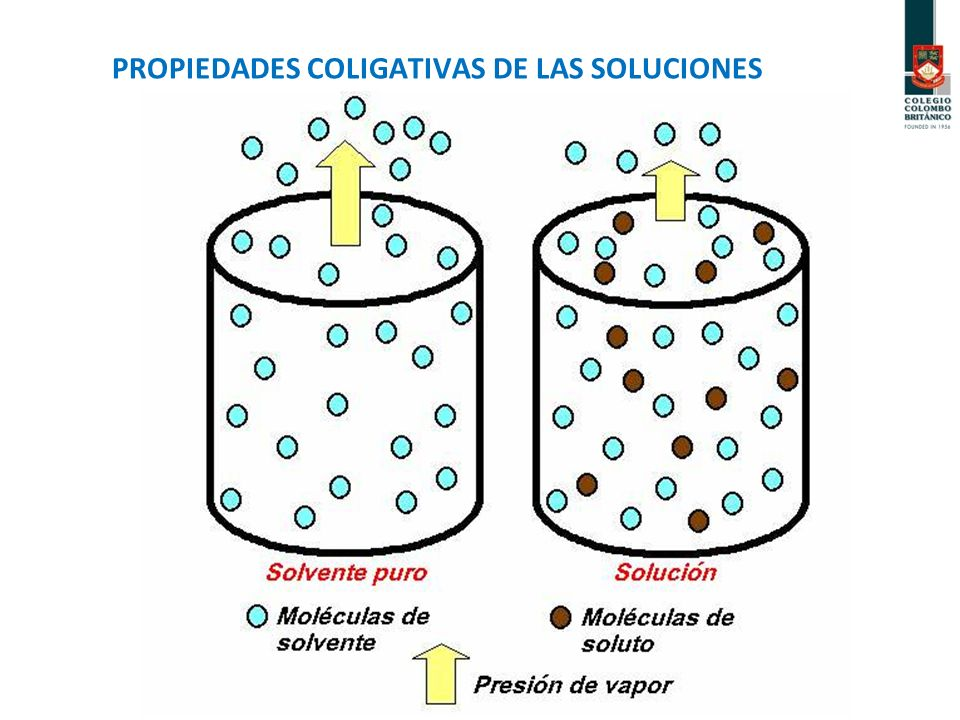 PROPIEDADES COLIGATIVAS DE LAS SOLUCIONES
COLEGIO
COLOMBO
BRITÁNICO
FOUNDED IN 1956
Solvente puro
Solución
Moléculas de
solvente
Moléculas de
soluto
Presión de vapor